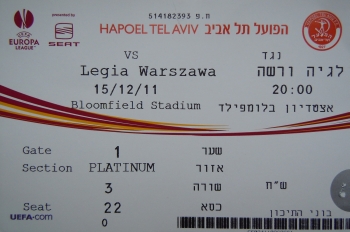 514182393 ח.פ
UEFA
EUROPA
LEAGUE
PRESENTED BY
SEAT
HAPOEL TEL AVIV הפועל תל אביב
VS נגד
Legia Warszawa לגיה ורשה
15/12/11 20:00
Bloomfield Stadium אצטדיון בלומפילד
Gate 1 שער
Section PLATINUM אזור
3 שורה ש"ח
Seat 22 כסא
UEFA.com 0 בוני התיכון